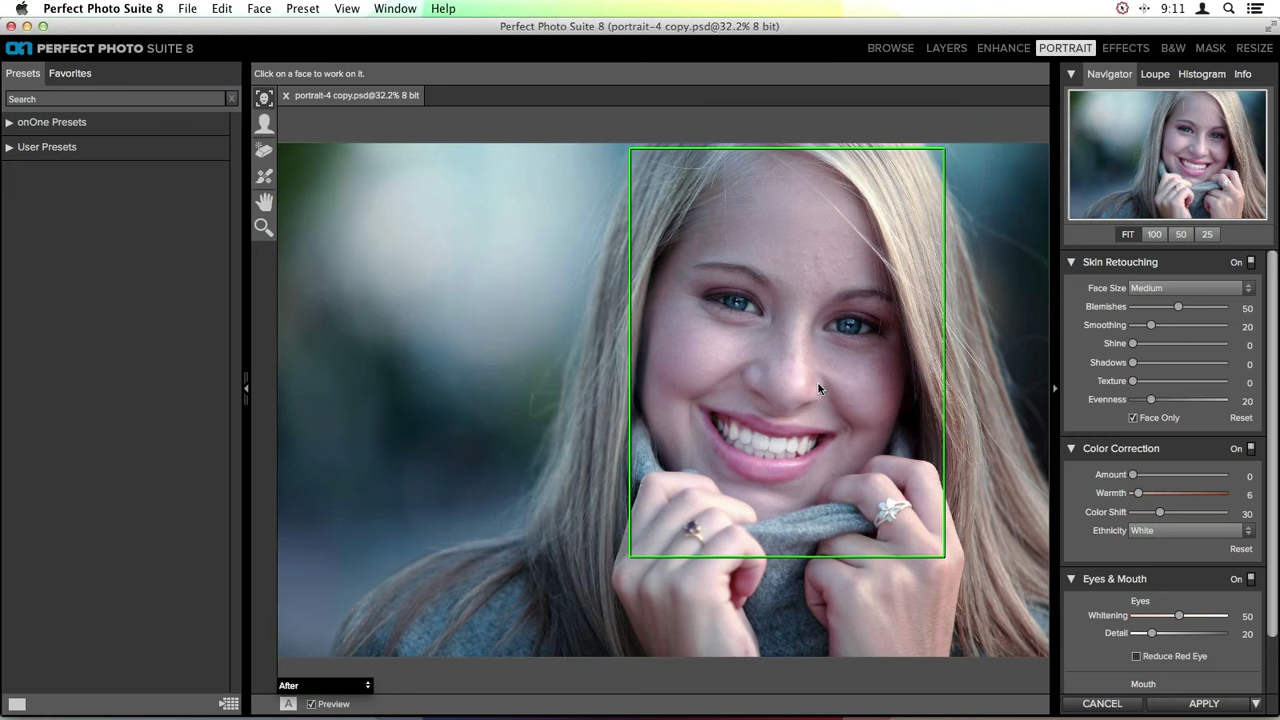 Perfect Photo Suite 8 File Edit Face Preset View Window Help 9:11
Perfect Photo Suite 8 (portrait-4 copy.psd@32.2% 8 bit)
on PERFECT PHOTO SUITE 8 BROWSE LAYERS ENHANCE PORTRAIT EFFECTS B&W MASK RESIZE
Presets Favorites
Click on a face to work on it.
Navigator Loupe Histogram Info
Search x
x portrait-4 copy.psd@32.2% 8 bit
onOne Presets
User Presets
FIT 100 50 25
Skin Retouching On
Face Size Medium
Blemishes 50
Smoothing 20
Shine 0
Shadows 0
Texture 0
Evenness 20
Face Only Reset
Color Correction On
Amount 0
Warmth 6
Color Shift 30
Ethnicity White
Reset
Eyes & Mouth On
Eyes
Whitening 50
Detail 20
Reduce Red Eye
Mouth
After
A Preview
CANCEL APPLY